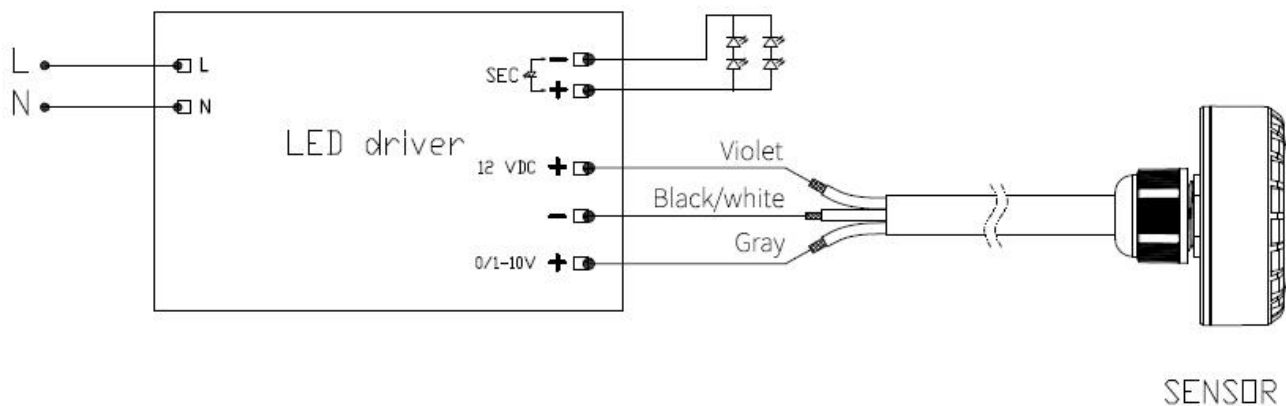 L
L
N
N
LED driver
SEC
-
+
12 VDC +
-
0/1-10V +
Violet
Black/white
Gray
SENSOR